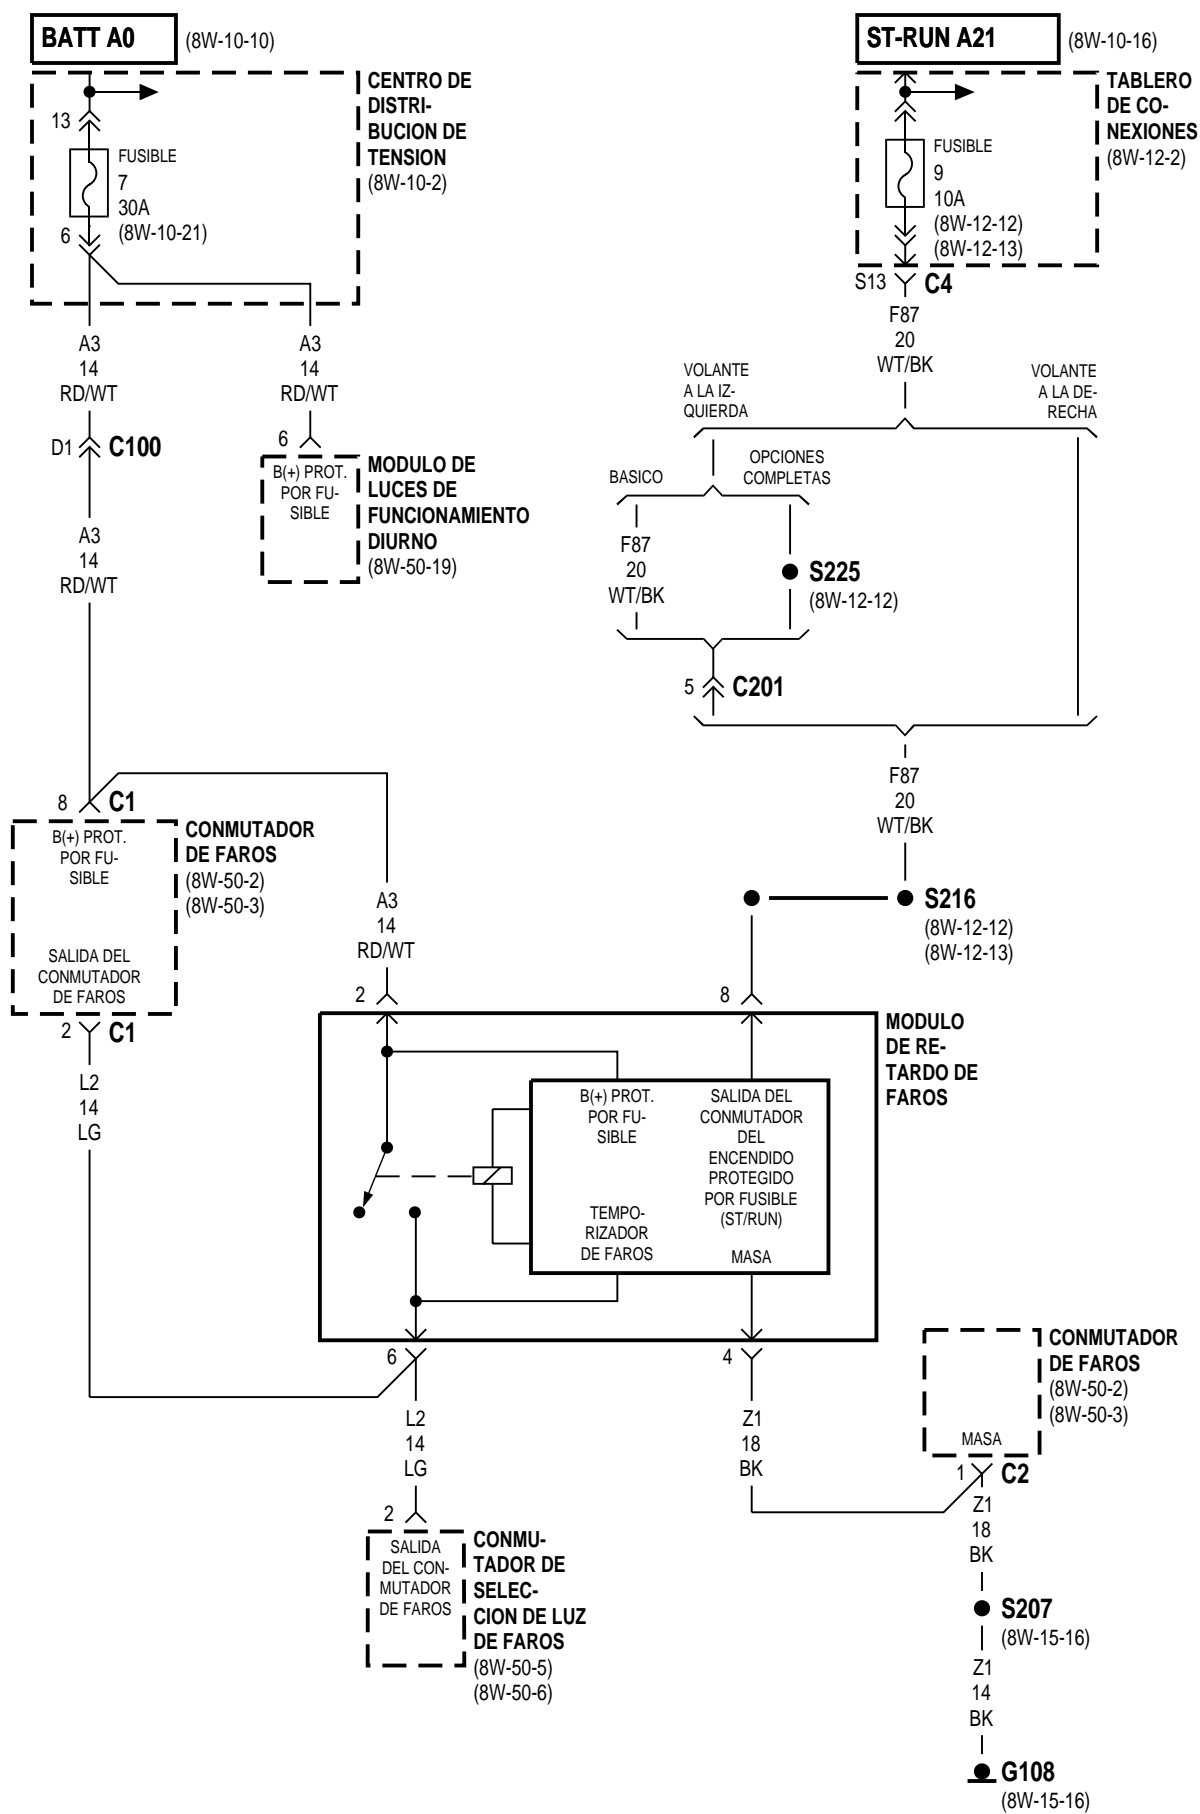 BATT A0
(8W-10-10)
CENTRO DE
DISTRI-
BUCION DE
TENSION
(8W-10-2)
13
FUSIBLE
7
30A
(8W-10-21)
6
A3
14
RD/WT
A3
14
RD/WT
D1
C100
6
B(+) PROT.
POR FU-
SIBLE
MODULO DE
LUCES DE
FUNCIONAMIENTO
DIURNO
(8W-50-19)
A3
14
RD/WT
ST-RUN A21
(8W-10-16)
TABLERO
DE CO-
NEXIONES
(8W-12-2)
FUSIBLE
9
10A
(8W-12-12)
(8W-12-13)
S13
C4
F87
20
WT/BK
VOLANTE
A LA IZ-
QUIERDA
VOLANTE
A LA DE-
RECHA
BASICO
OPCIONES
COMPLETAS
F87
20
WT/BK
S225
(8W-12-12)
5
C201
F87
20
WT/BK
S216
(8W-12-12)
(8W-12-13)
8
C1
B(+) PROT.
POR FU-
SIBLE
CONMUTADOR
DE FAROS
(8W-50-2)
(8W-50-3)
SALIDA DEL
CONMUTADOR
DE FAROS
2
C1
L2
14
LG
A3
14
RD/WT
2
8
MODULO
DE RE-
TARDO DE
FAROS
B(+) PROT.
POR FU-
SIBLE
SALIDA DEL
CONMUTADOR
DEL
ENCENDIDO
PROTEGIDO
POR FUSIBLE
(ST/RUN)
TEMPO-
RIZADOR
DE FAROS
MASA
6
4
L2
14
LG
Z1
18
BK
CONMUTADOR
DE FAROS
(8W-50-2)
(8W-50-3)
MASA
1
C2
2
SALIDA
DEL CON-
MUTADOR
DE FAROS
CONMU-
TADOR DE
SELEC-
CION DE LUZ
DE FAROS
(8W-50-5)
(8W-50-6)
Z1
18
BK
S207
(8W-15-16)
Z1
14
BK
G108
(8W-15-16)